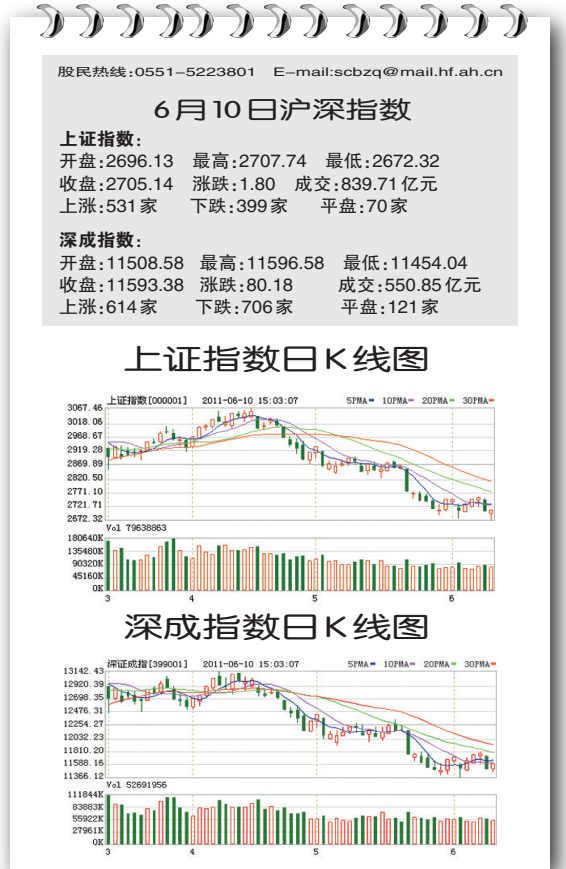 股民热线:0551-5223801 E-mail:scbzq@mail.hf.ah.cn
6月10日沪深指数
上证指数:
开盘:2696.13 最高:2707.74 最低:2672.32
收盘:2705.14 涨跌:1.80 成交:839.71亿元
上涨:531家 下跌:399家 平盘:70家
深成指数:
开盘:11508.58 最高:11596.58 最低:11454.04
收盘:11593.38 涨跌:80.18 成交:550.85亿元
上涨:614家 下跌:706家 平盘:121家
上证指数日K线图
上证指数[000001] 2011-06-10 15:03:07 5PMA 10PMA 20PMA 30PMA
3067.46
3018.06
2968.67
2919.28
2869.89
2820.50
2771.10
2721.71
2672.32
Vol 79638863
180640K
135480K
90320K
45160K
0K
3 4 5 6
深成指数日K线图
深证成指[399001] 2011-06-10 15:03:07 5PMA 10PMA 20PMA 30PMA
13142.43
12920.39
12698.35
12476.31
12254.27
12032.23
11810.20
11588.16
11366.12
Vol 52691956
111844K
83883K
55922K
27961K
0K
3 4 5 6